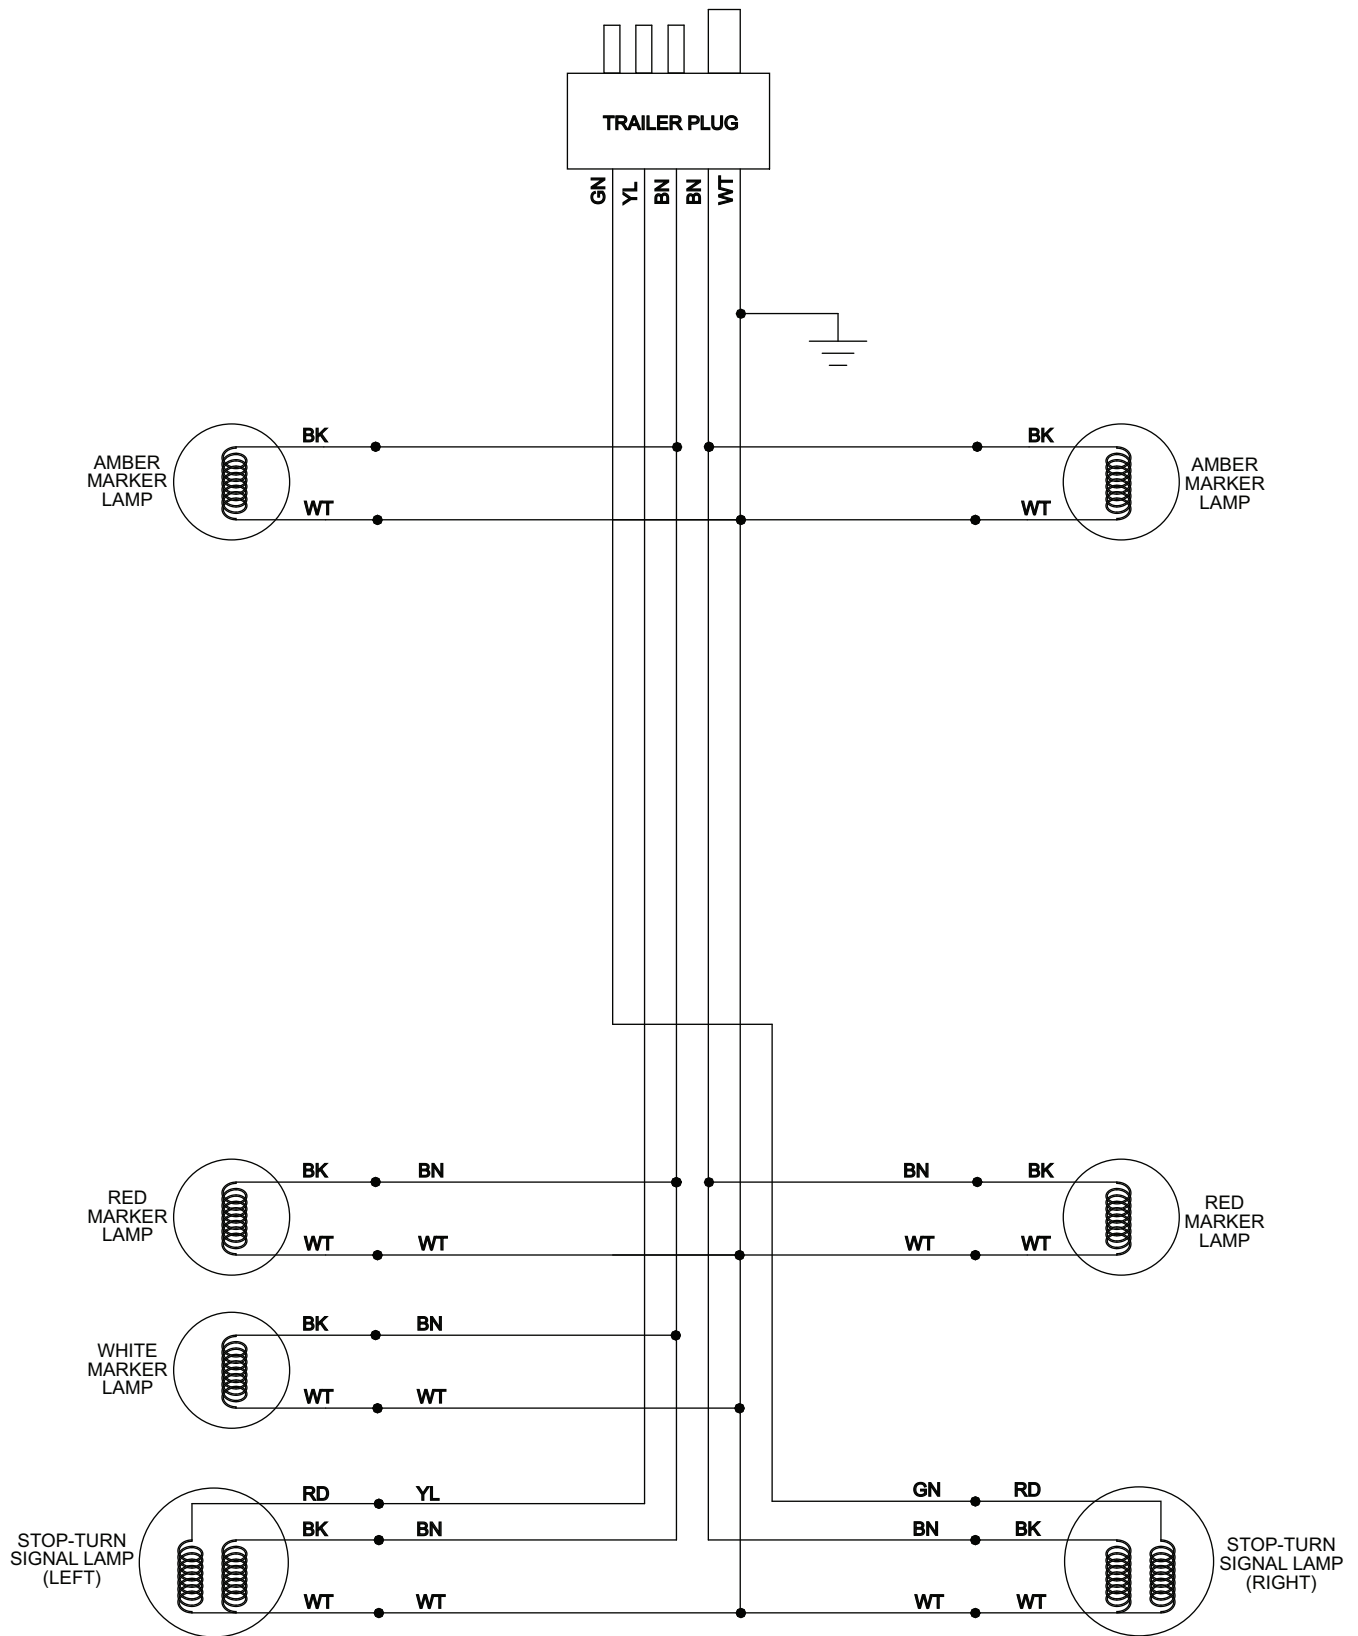 TRAILER PLUG
GN
YL
BN
BN
WT
BK
BK
AMBER
MARKER
LAMP
AMBER
MARKER
LAMP
WT
WT
BK
BN
BN
BK
RED
MARKER
LAMP
RED
MARKER
LAMP
WT
WT
WT
WT
BK
BN
WHITE
MARKER
LAMP
WT
WT
RD
YL
GN
RD
BK
BN
BN
BK
STOP-TURN
SIGNAL LAMP
(LEFT)
STOP-TURN
SIGNAL LAMP
(RIGHT)
WT
WT
WT
WT